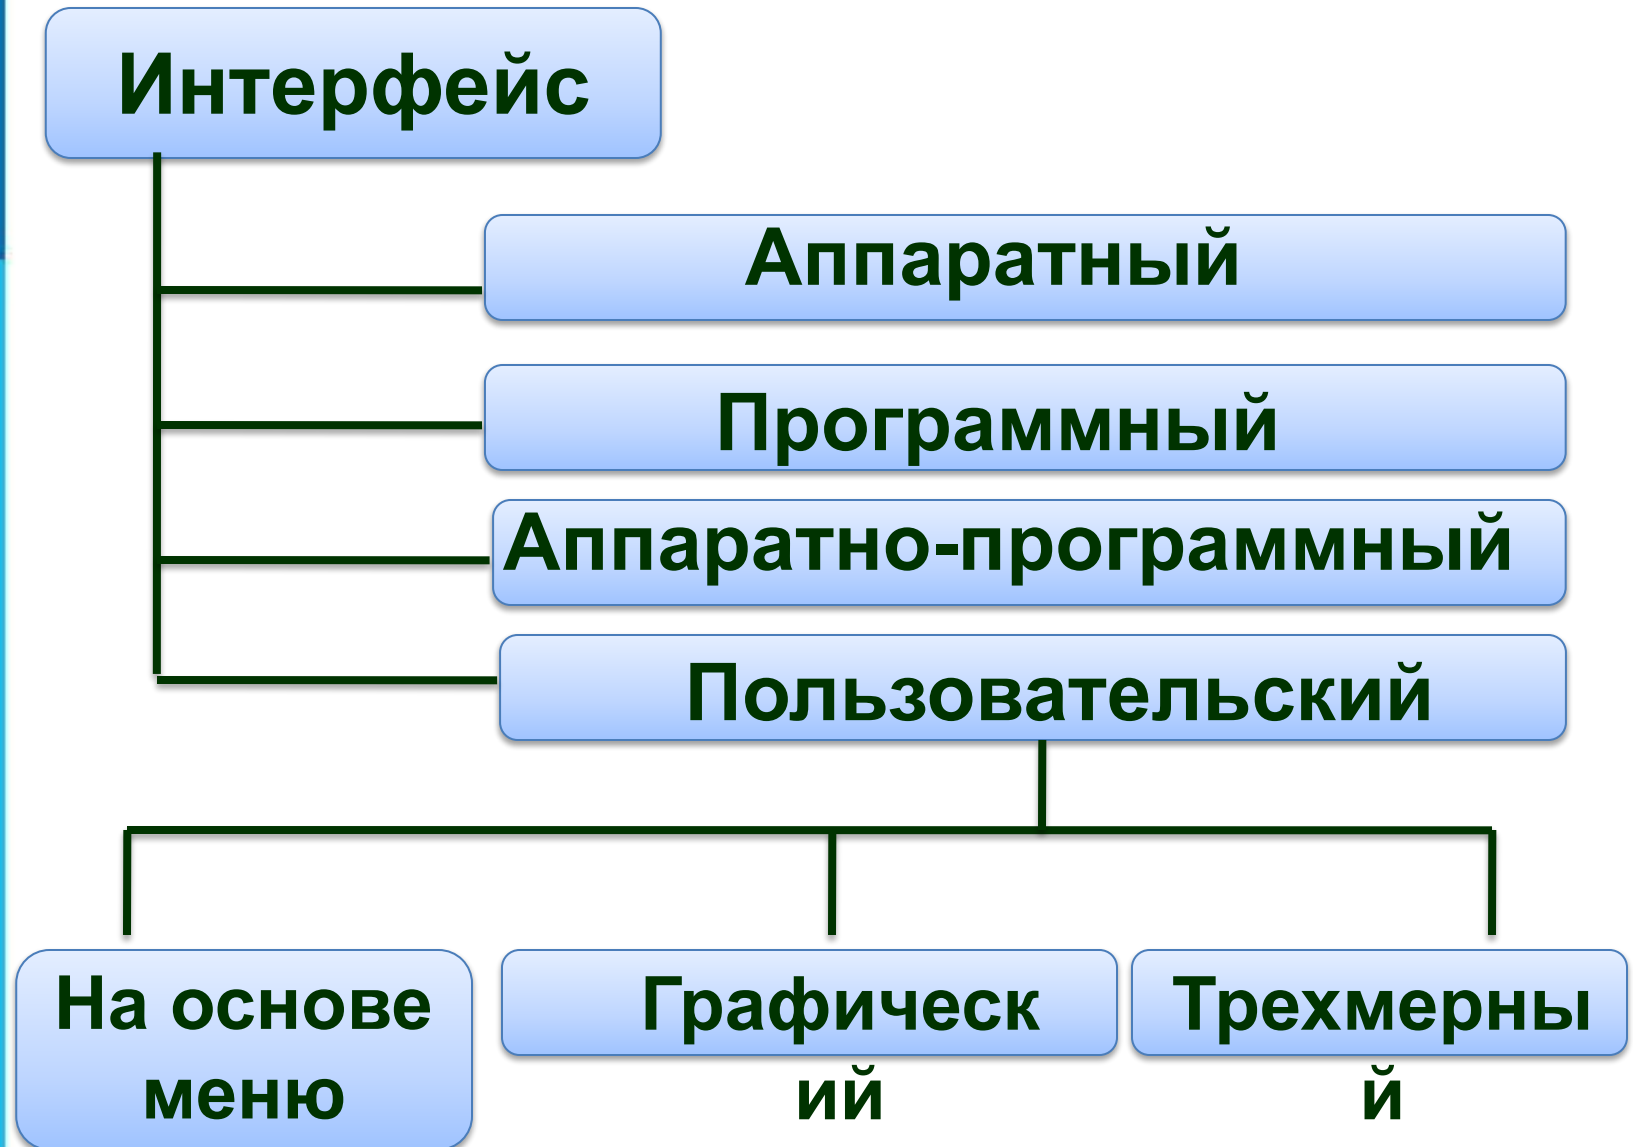 Интерфейс
Аппаратный
Программный
Аппаратно-программный
Пользовательский
На основе
меню
Графическ
ий
Трехмерны
й